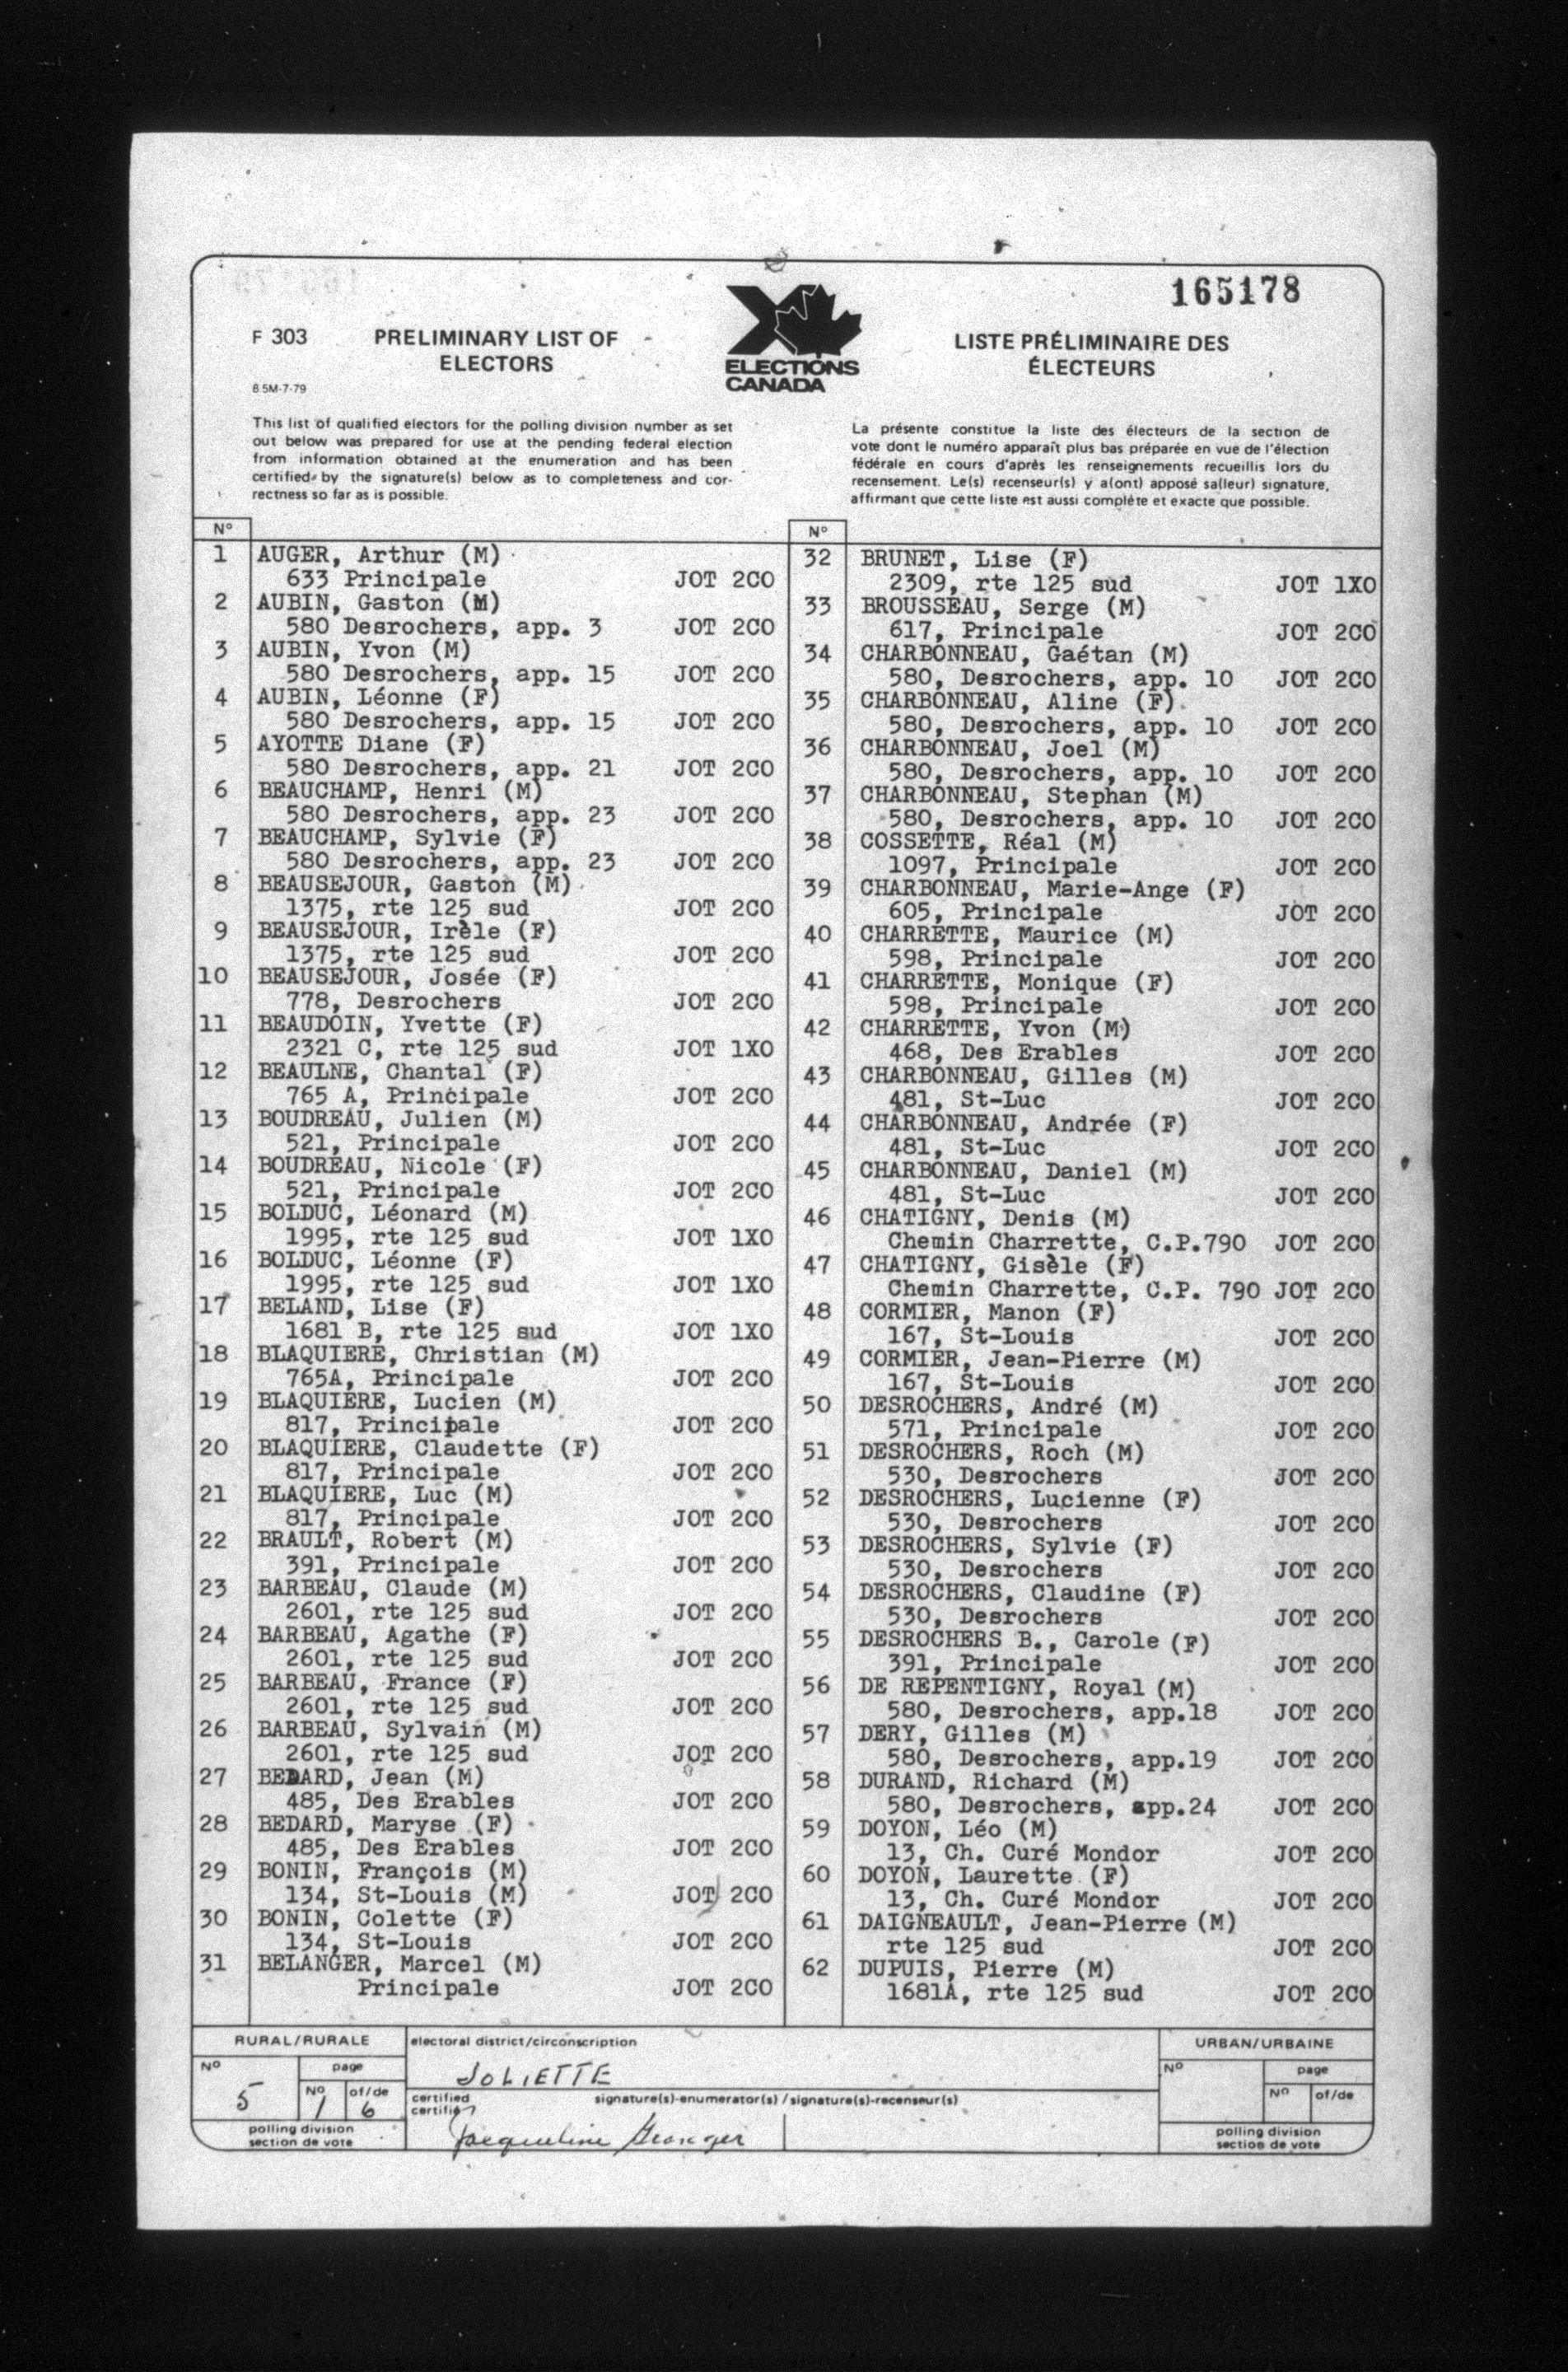 165178
F 303
PRELIMINARY LIST OF
ELECTORS
8.5M-7-79
ELECTIONS
CANADA
LISTE PRÉLIMINAIRE DES
ÉLECTEURS
This list of qualified electors for the polling division number as set
out below was prepared for use at the pending federal election
from information obtained at the enumeration and has been
certified by the signature(s) below as to completeness and cor-
rectness so far as is possible.
La présente constitue la liste des électeurs de la section de
vote dont le numéro apparaît plus bas préparée en vue de l'élection
fédérale en cours d'après les renseignements recueillis lors du
recensement. Le(s) recenseur(s) y a(ont) apposé sa(leur) signature,
affirmant que cette liste est aussi complète et exacte que possible.
Nº
1 AUGER, Arthur (M)
633 Principale JOT 2CO
2 AUBIN, Gaston (M)
580 Desrochers, app. 3 JOT 2CO
3 AUBIN, Yvon (M)
580 Desrochers, app. 15 JOT 2CO
4 AUBIN, Léonne (F)
580 Desrochers, app. 15 JOT 2CO
5 AYOTTE Diane (F)
580 Desrochers, app. 21 JOT 2CO
6 BEAUCHAMP, Henri (M)
580 Desrochers, app. 23 JOT 2CO
7 BEAUCHAMP, Sylvie (F)
580 Desrochers, app. 23 JOT 2CO
8 BEAUSEJOUR, Gaston (M)
1375, rte 125 sud JOT 2CO
9 BEAUSEJOUR, Irèle (F)
1375, rte 125 sud JOT 2CO
10 BEAUSEJOUR, Josée (F)
778, Desrochers JOT 2CO
11 BEAUDOIN, Yvette (F)
2321 C, rte 125 sud JOT 1XO
12 BEAULNE, Chantal (F)
765 A, Principale JOT 2CO
13 BOUDREAU, Julien (M)
521, Principale JOT 2CO
14 BOUDREAU, Nicole (F)
521, Principale JOT 2CO
15 BOLDUC, Léonard (M)
1995, rte 125 sud JOT 1XO
16 BOLDUC, Léonne (F)
1995, rte 125 sud JOT 1XO
17 BELAND, Lise (F)
1681 B, rte 125 sud JOT 1XO
18 BLAQUIERE, Christian (M)
765A, Principale JOT 2CO
19 BLAQUIERE, Lucien (M)
817, Principale JOT 2CO
20 BLAQUIERE, Claudette (F)
817, Principale JOT 2CO
21 BLAQUIERE, Luc (M)
817, Principale JOT 2CO
22 BRAULT, Robert (M)
391, Principale JOT 2CO
23 BARBEAU, Claude (M)
2601, rte 125 sud JOT 2CO
24 BARBEAU, Agathe (F)
2601, rte 125 sud JOT 2CO
25 BARBEAU, France (F)
2601, rte 125 sud JOT 2CO
26 BARBEAU, Sylvain (M)
2601, rte 125 sud JOT 2CO
27 BEDARD, Jean (M)
485, Des Erables JOT 2CO
28 BEDARD, Maryse (F)
485, Des Erables JOT 2CO
29 BONIN, François (M)
134, St-Louis (M) JOT 2CO
30 BONIN, Colette (F)
134, St-Louis JOT 2CO
31 BELANGER, Marcel (M)
Principale JOT 2CO
Nº
32 BRUNET, Lise (F)
2309, rte 125 sud JOT 1XO
33 BROUSSEAU, Serge (M)
617, Principale JOT 2CO
34 CHARBONNEAU, Gaétan (M)
580, Desrochers, app. 10 JOT 2CO
35 CHARBONNEAU, Aline (F)
580, Desrochers, app. 10 JOT 2CO
36 CHARBONNEAU, Joel (M)
580, Desrochers, app. 10 JOT 2CO
37 CHARBONNEAU, Stephan (M)
580, Desrochers, app. 10 JOT 2CO
38 COSSETTE, Réal (M)
1097, Principale JOT 2CO
39 CHARBONNEAU, Marie-Ange (F)
605, Principale JOT 2CO
40 CHARRETTE, Maurice (M)
598, Principale JOT 2CO
41 CHARRETTE, Monique (F)
598, Principale JOT 2CO
42 CHARRETTE, Yvon (M)
468, Des Erables JOT 2CO
43 CHARBONNEAU, Gilles (M)
481, St-Luc JOT 2CO
44 CHARBONNEAU, Andrée (F)
481, St-Luc JOT 2CO
45 CHARBONNEAU, Daniel (M)
481, St-Luc JOT 2CO
46 CHATIGNY, Denis (M)
Chemin Charrette, C.P.790 JOT 2CO
47 CHATIGNY, Gisèle (F)
Chemin Charrette, C.P. 790 JOT 2CO
48 CORMIER, Manon (F)
167, St-Louis JOT 2CO
49 CORMIER, Jean-Pierre (M)
167, St-Louis JOT 2CO
50 DESROCHERS, André (M)
571, Principale JOT 2CO
51 DESROCHERS, Roch (M)
530, Desrochers JOT 2CO
52 DESROCHERS, Lucienne (F)
530, Desrochers JOT 2CO
53 DESROCHERS, Sylvie (F)
530, Desrochers JOT 2CO
54 DESROCHERS, Claudine (F)
530, Desrochers JOT 2CO
55 DESROCHERS B., Carole (F)
391, Principale JOT 2CO
56 DE REPENTIGNY, Royal (M)
580, Desrochers, app.18 JOT 2CO
57 DERY, Gilles (M)
580, Desrochers, app.19 JOT 2CO
58 DURAND, Richard (M)
580, Desrochers, app.24 JOT 2CO
59 DOYON, Léo (M)
13, Ch. Curé Mondor JOT 2CO
60 DOYON, Laurette (F)
13, Ch. Curé Mondor JOT 2CO
61 DAIGNEAULT, Jean-Pierre (M)
rte 125 sud JOT 2CO
62 DUPUIS, Pierre (M)
1681A, rte 125 sud JOT 2CO
RURAL/RURALE
Nº
5
page
Nº
1
of/de
6
polling division
section de vote
electoral district/circonscription
JOLIETTE
certified
certifié
signature(s)-enumerator(s) / signature(s)-recenseur(s)
Jacqueline Granger
URBAN/URBAINE
Nº
page
Nº of/de
polling division
section de vote